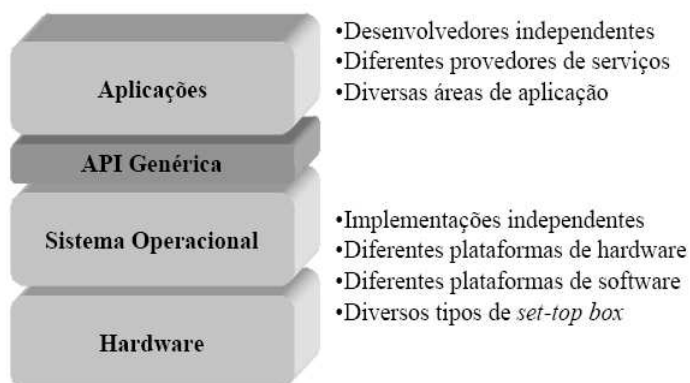 •Desenvolvedores independentes
•Diferentes provedores de serviços
•Diversas áreas de aplicação
Aplicações
API Genérica
Sistema Operacional
Hardware
•Implementações independentes
•Diferentes plataformas de hardware
•Diferentes plataformas de software
•Diversos tipos de set-top box